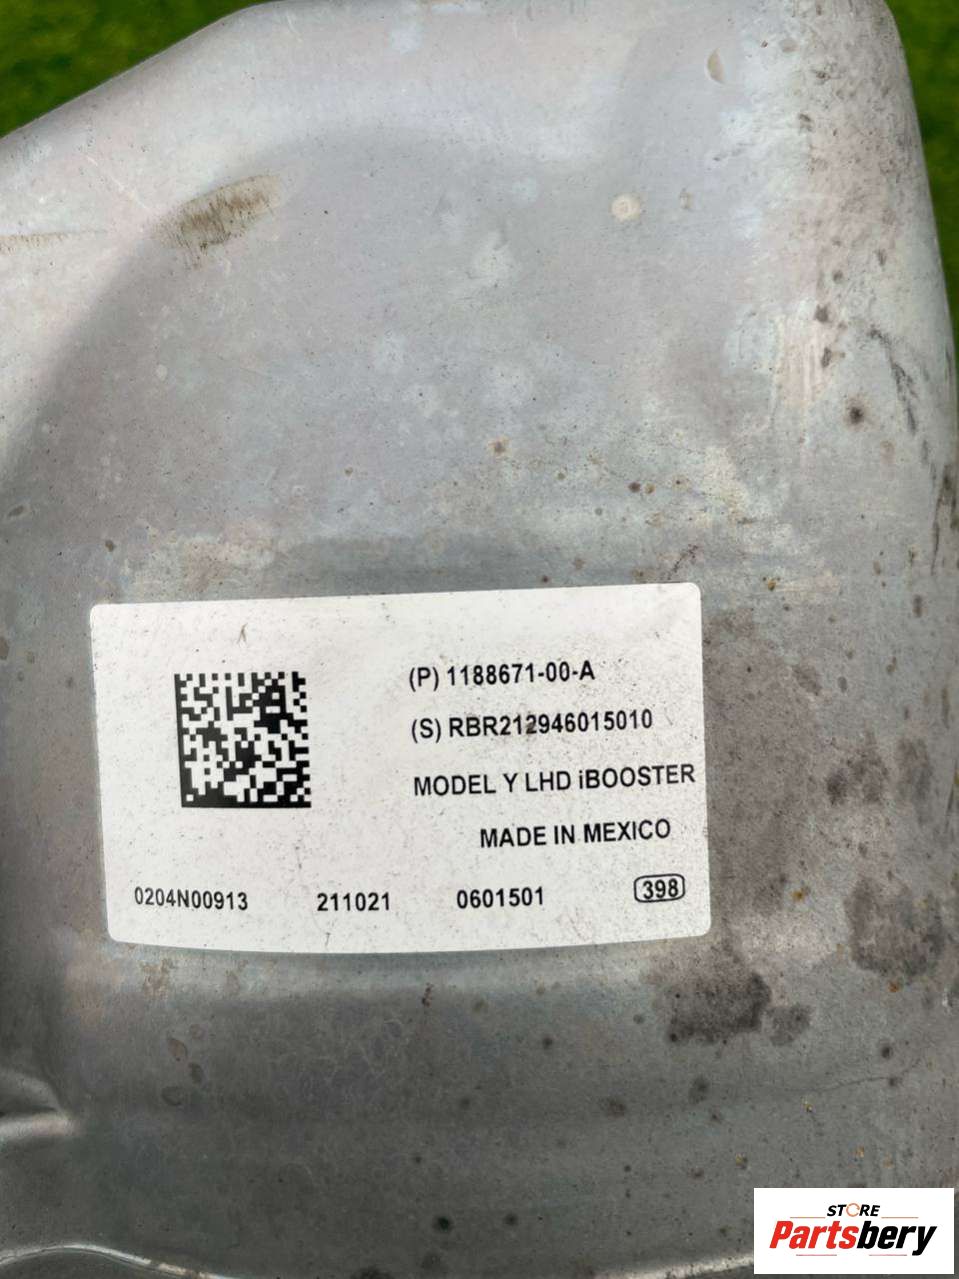 (P) 1188671-00-A
(S) RBR212946015010
MODEL Y LHD iBOOSTER
MADE IN MEXICO
0204N00913 211021 0601501 398
STORE
Partsbery